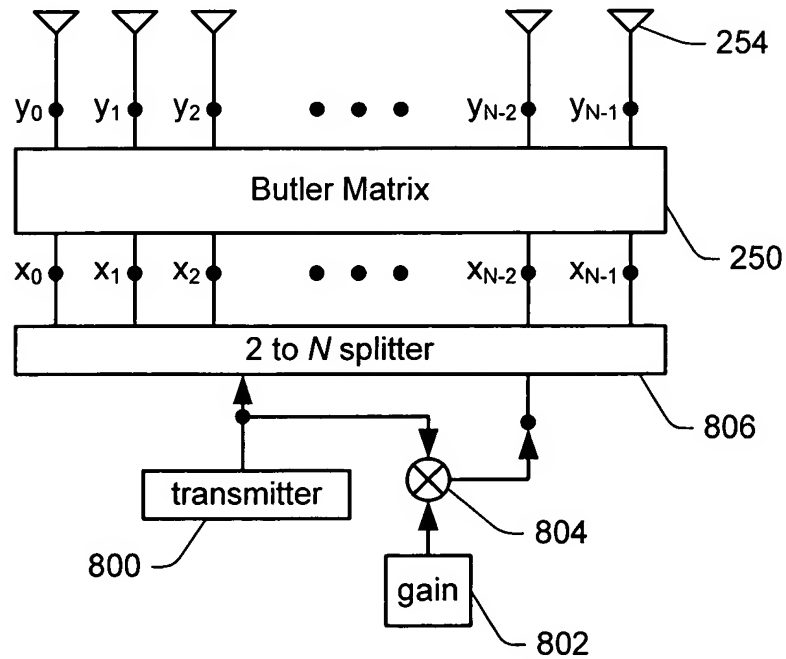 254
y0 y1 y2 yN-2 yN-1
Butler Matrix
250
x0 x1 x2 xN-2 xN-1
2 to N splitter
806
transmitter
804
800
gain
802